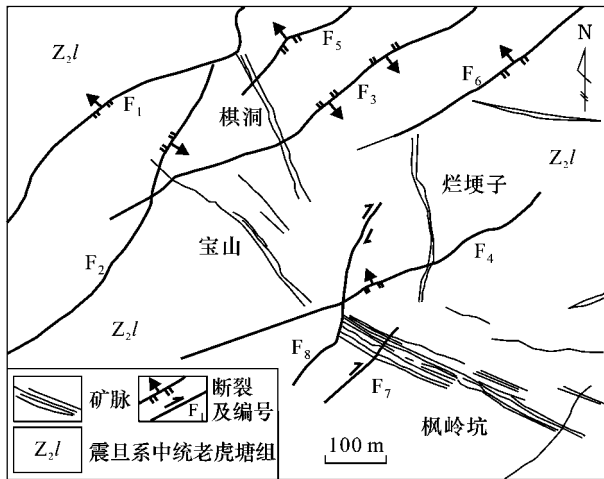 Z₂l
F₅
N
F₁
F₃
F₆
棋洞
Z₂l
烂埂子
宝山
F₂
F₄
Z₂l
F₈
F₇
矿脉
F₁
断裂
及编号
枫岭坑
Z₂l
震旦系中统老虎塘组
100 m